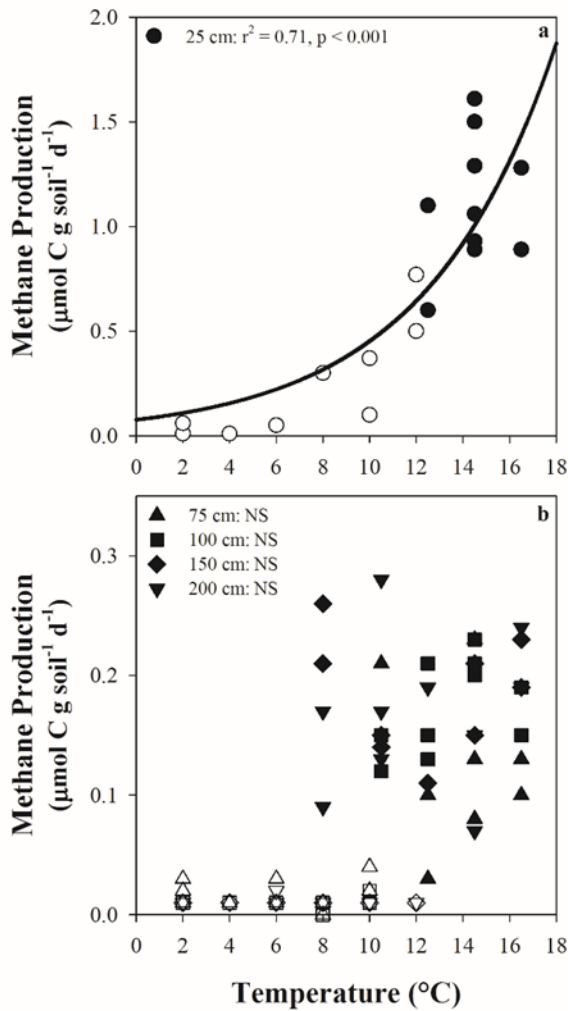 2.0
25 cm: r² = 0.71, p < 0.001
a
1.5
1.0
0.5
0.0
Methane Production
(μmol C g soil⁻¹ d⁻¹)
0 2 4 6 8 10 12 14 16 18
b
75 cm: NS
100 cm: NS
150 cm: NS
200 cm: NS
0.3
0.2
0.1
0.0
Methane Production
(μmol C g soil⁻¹ d⁻¹)
0 2 4 6 8 10 12 14 16 18
Temperature (°C)